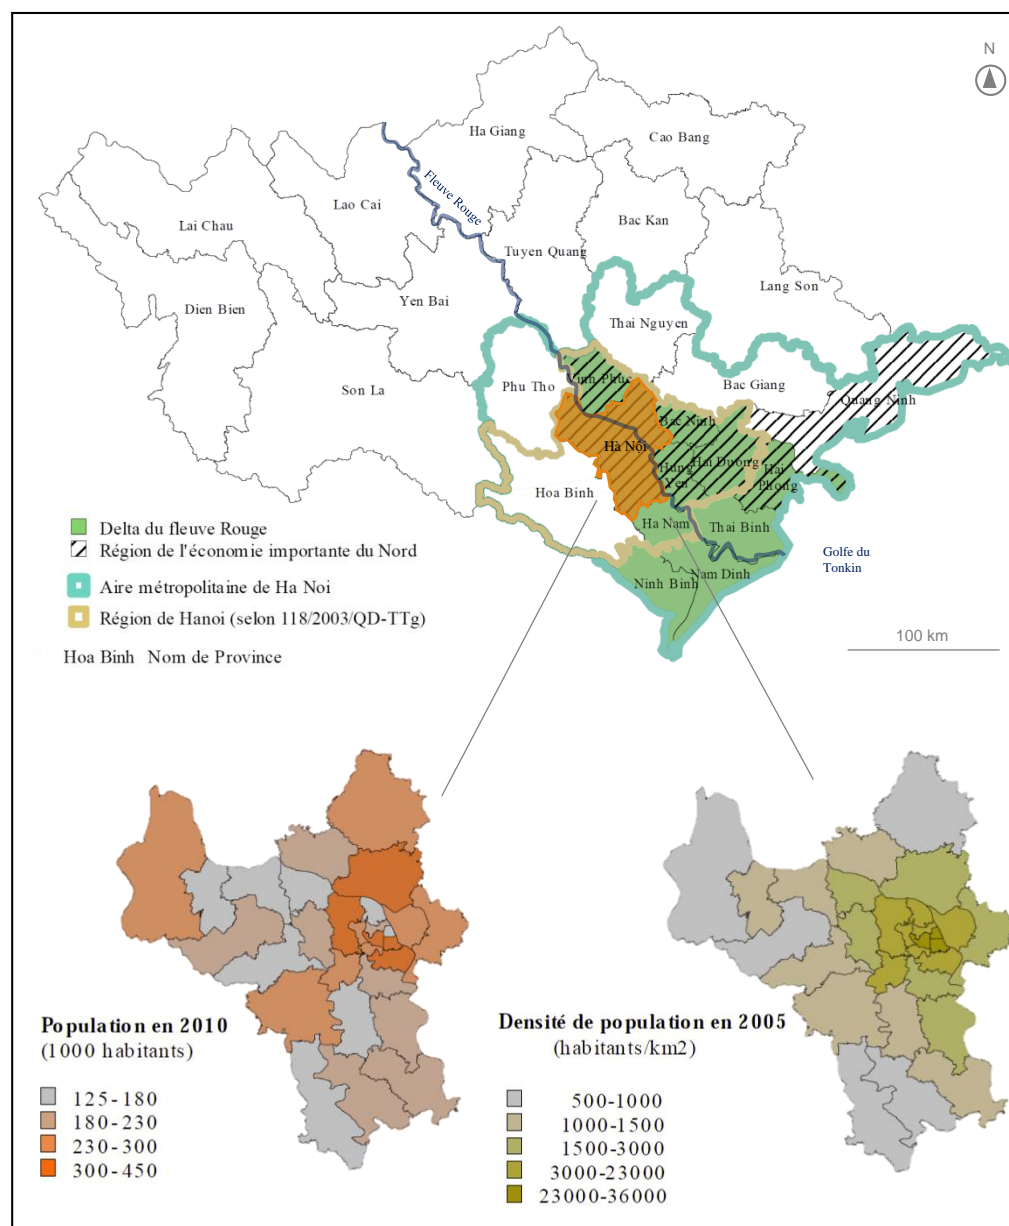 N
Ha Giang
Cao Bang
Fleuve Rouge
Lao Cai
Lai Chau
Bac Kan
Tuyen Quang
Lang Son
Yen Bai
Dien Bien
Thai Nguyen
Son La
Phu Tho
Vinh Phuc
Bac Giang
Quang Ninh
Bac Ninh
Hà Nội
Hai Duong
Hung
Yen
Hai
Phong
Hoa Binh
Ha Nam
Thai Binh
Golfe du
Tonkin
Ninh Binh
Nam Dinh
Delta du fleuve Rouge
Région de l'économie importante du Nord
Aire métropolitaine de Ha Noi
Région de Hanoi (selon 118/2003/QD-TTg)
Hoa Binh Nom de Province
100 km
Population en 2010
(1000 habitants)
125-180
180-230
230-300
300-450
Densité de population en 2005
(habitants/km2)
500-1000
1000-1500
1500-3000
3000-23000
23000-36000